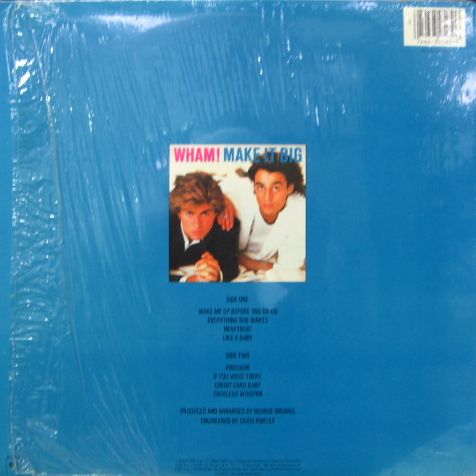 WHAM! MAKE IT BIG
SIDE ONE
WAKE ME UP BEFORE YOU GO-GO
EVERYTHING SHE WANTS
HEARTBEAT
LIKE A BABY
SIDE TWO
FREEDOM
IF YOU WERE THERE
CREDIT CARD BABY
CARELESS WHISPER
PRODUCED AND ARRANGED BY GEORGE MICHAEL
ENGINEERED BY CHRIS PORTER